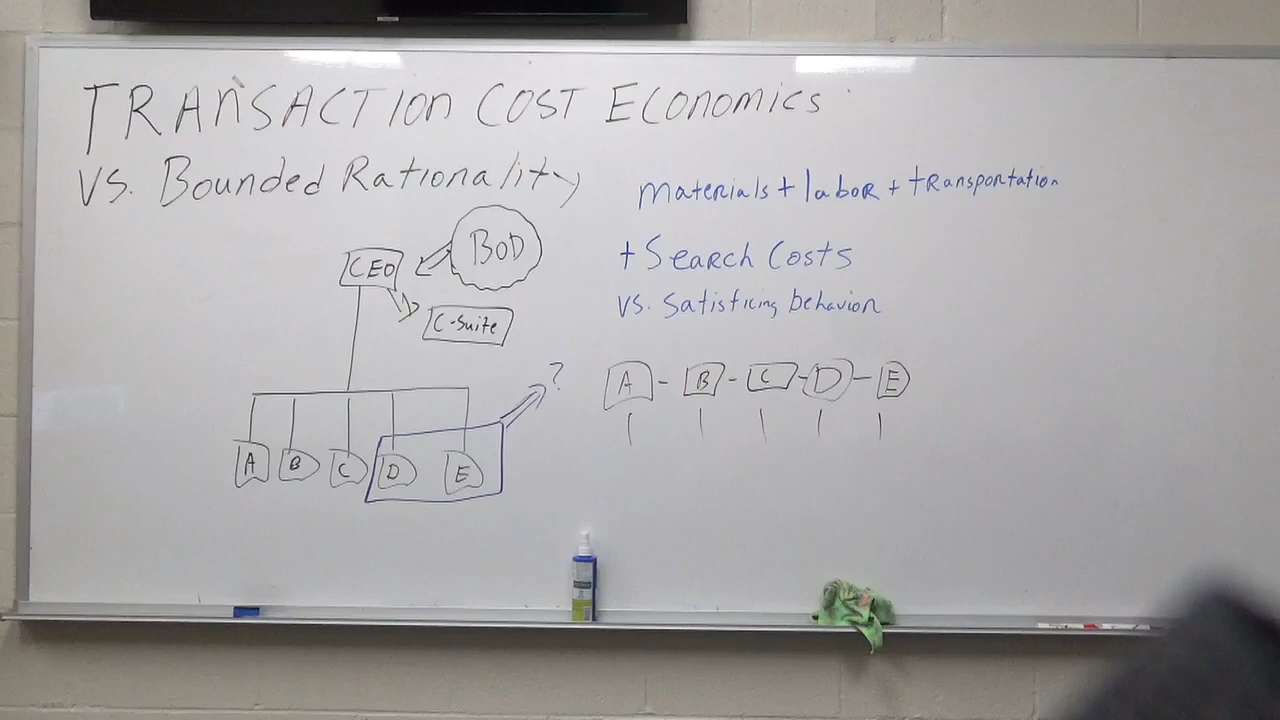 TRANSACTION COST ECONOMICS
VS. Bounded Rationality
materials + labor + transportation
+ Search Costs
vs. satisficing behavior
BOD
CEO
C-Suite
?
A - B - C - D - E
A B C D E